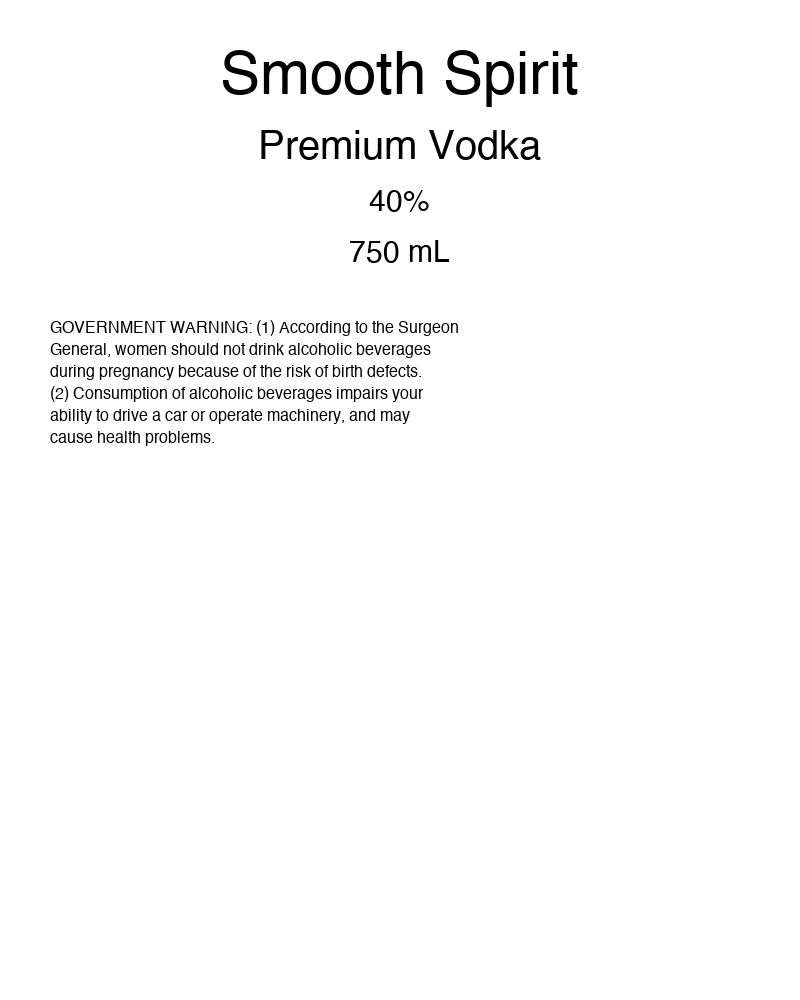 Smooth Spirit
Premium Vodka
40%
750 mL
GOVERNMENT WARNING: (1) According to the Surgeon
General, women should not drink alcoholic beverages
during pregnancy because of the risk of birth defects.
(2) Consumption of alcoholic beverages impairs your
ability to drive a car or operate machinery, and may
cause health problems.